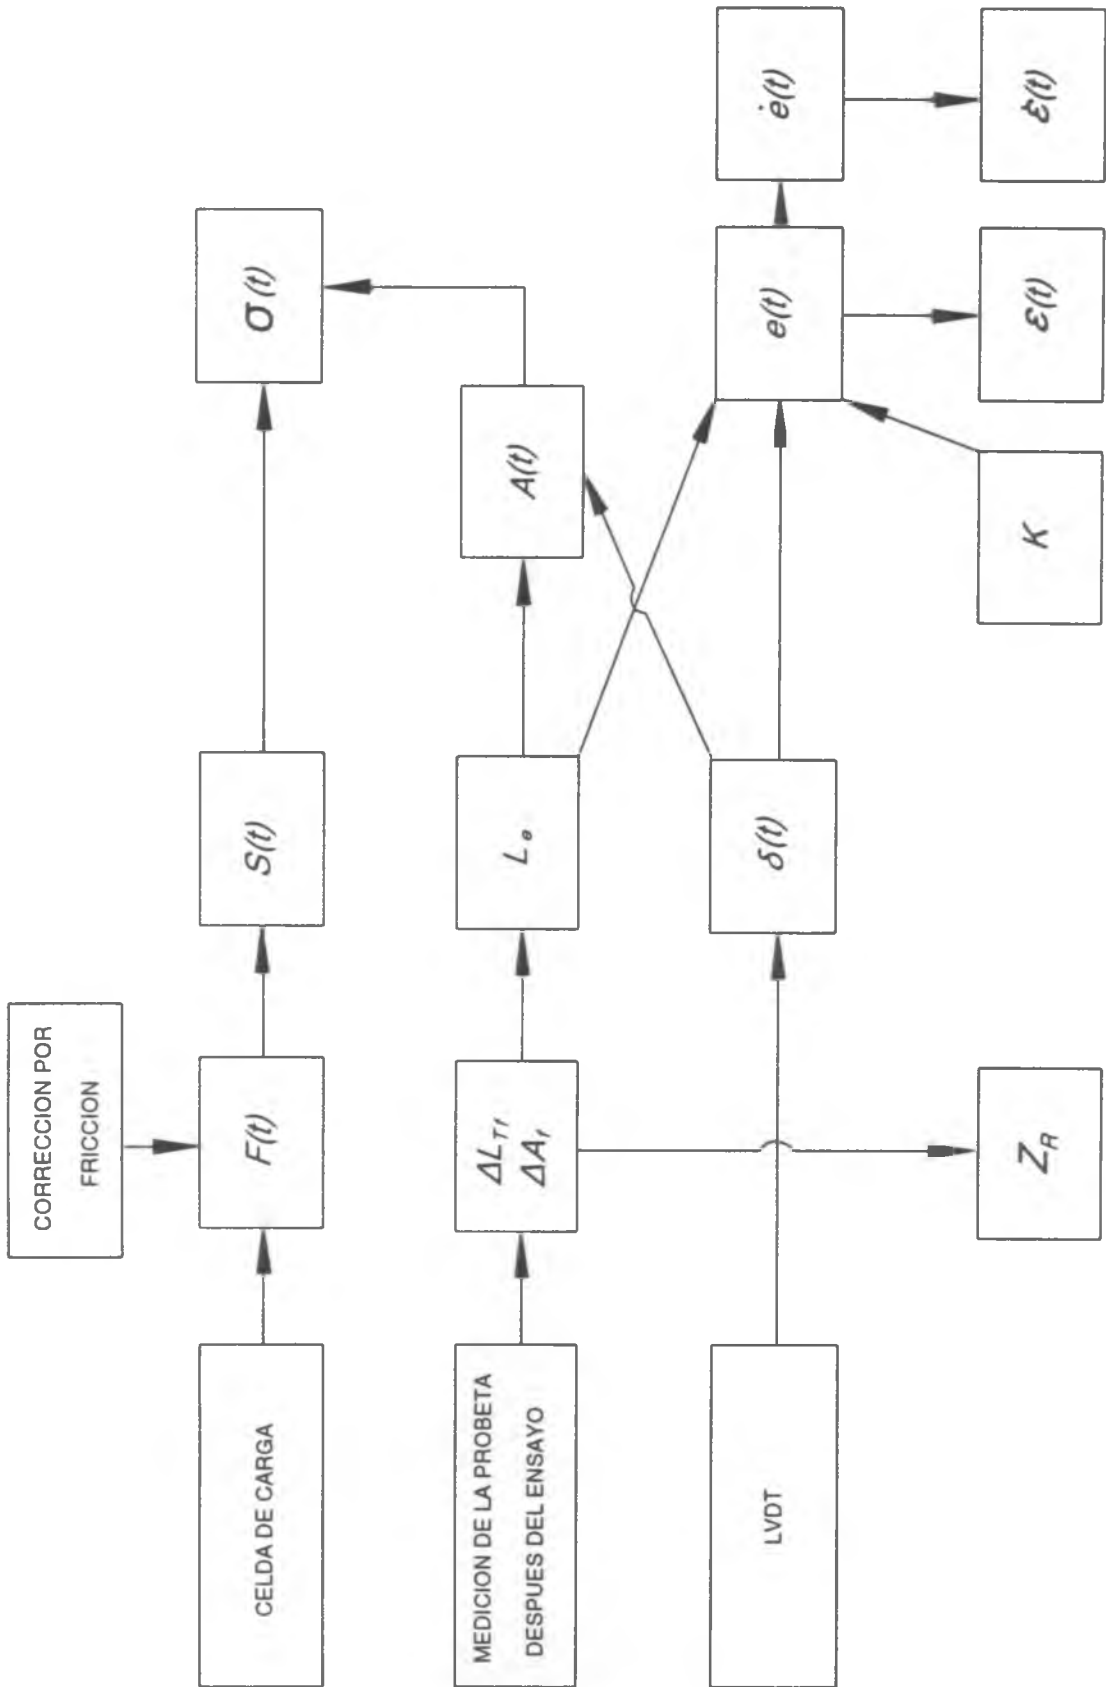 CORRECCION POR
FRICCION
CELDA DE CARGA
F(t)
S(t)
σ(t)
MEDICION DE LA PROBETA
DESPUES DEL ENSAYO
ΔL_Tf
ΔA_f
L_e
A(t)
LVDT
δ(t)
e(t)
ė(t)
Z_R
K
ε(t)
ε̇(t)